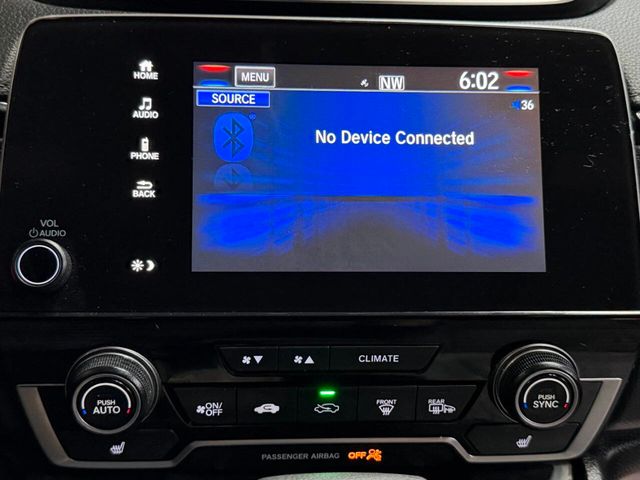 HOME
MENU
NW
6:02
SOURCE
36
AUDIO
No Device Connected
PHONE
BACK
VOL
AUDIO
CLIMATE
PUSH
AUTO
ON/
OFF
FRONT
REAR
PUSH
SYNC
PASSENGER AIRBAG OFF